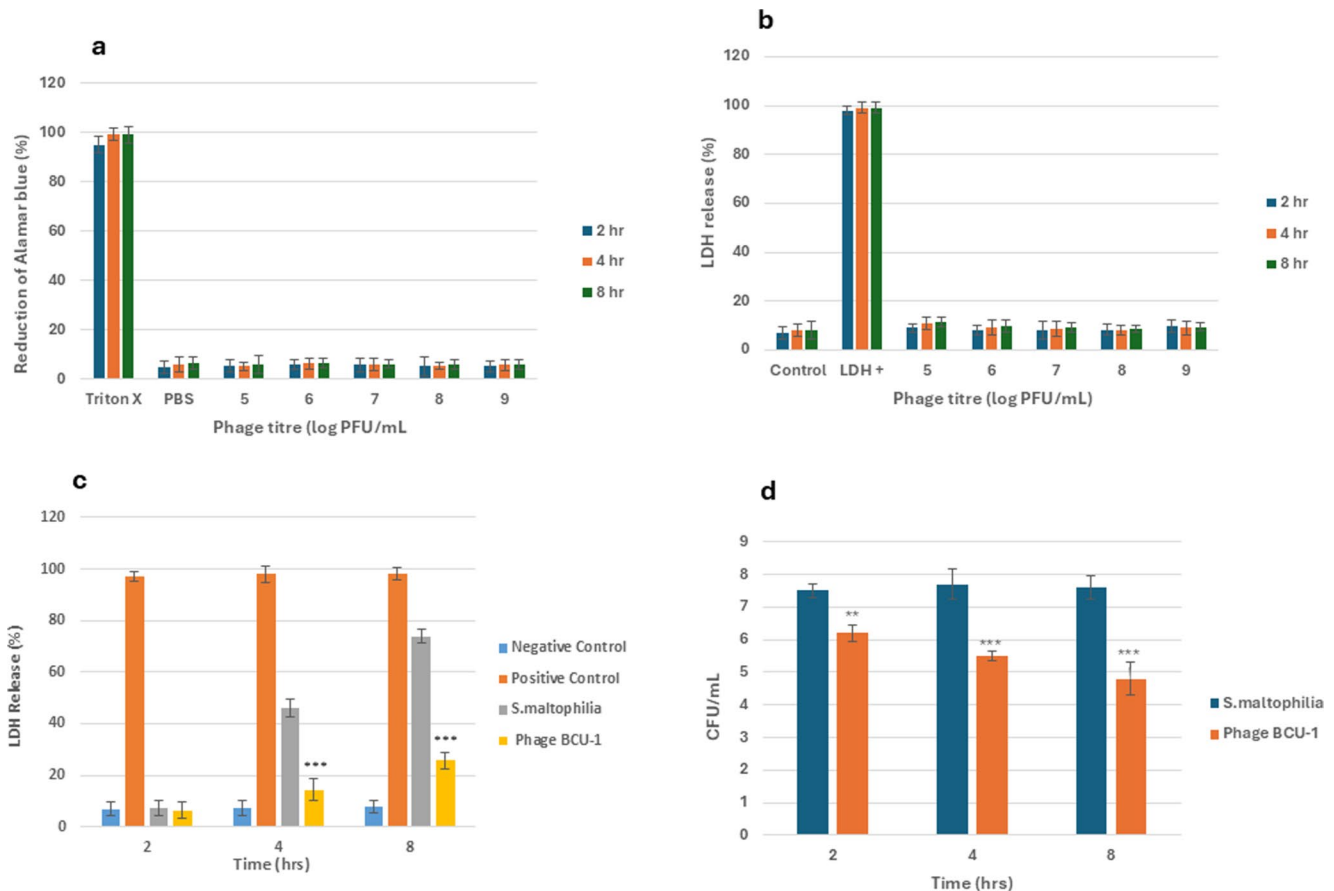 a
120
100
80
60
40
20
0
Reduction of Alamar blue (%)
Triton X PBS 5 6 7 8 9
Phage titre (log PFU/mL
2 hr
4 hr
8 hr
b
120
100
80
60
40
20
0
LDH release (%)
Control LDH + 5 6 7 8 9
Phage titre (log PFU/mL)
2 hr
4 hr
8 hr
c
120
100
80
60
40
20
0
LDH Release (%)
***
***
2 4 8
Time (hrs)
Negative Control
Positive Control
S.maltophilia
Phage BCU-1
d
9
8
7
6
5
4
3
2
1
0
CFU/mL
**
***
***
2 4 8
Time (hrs)
S.maltophilia
Phage BCU-1